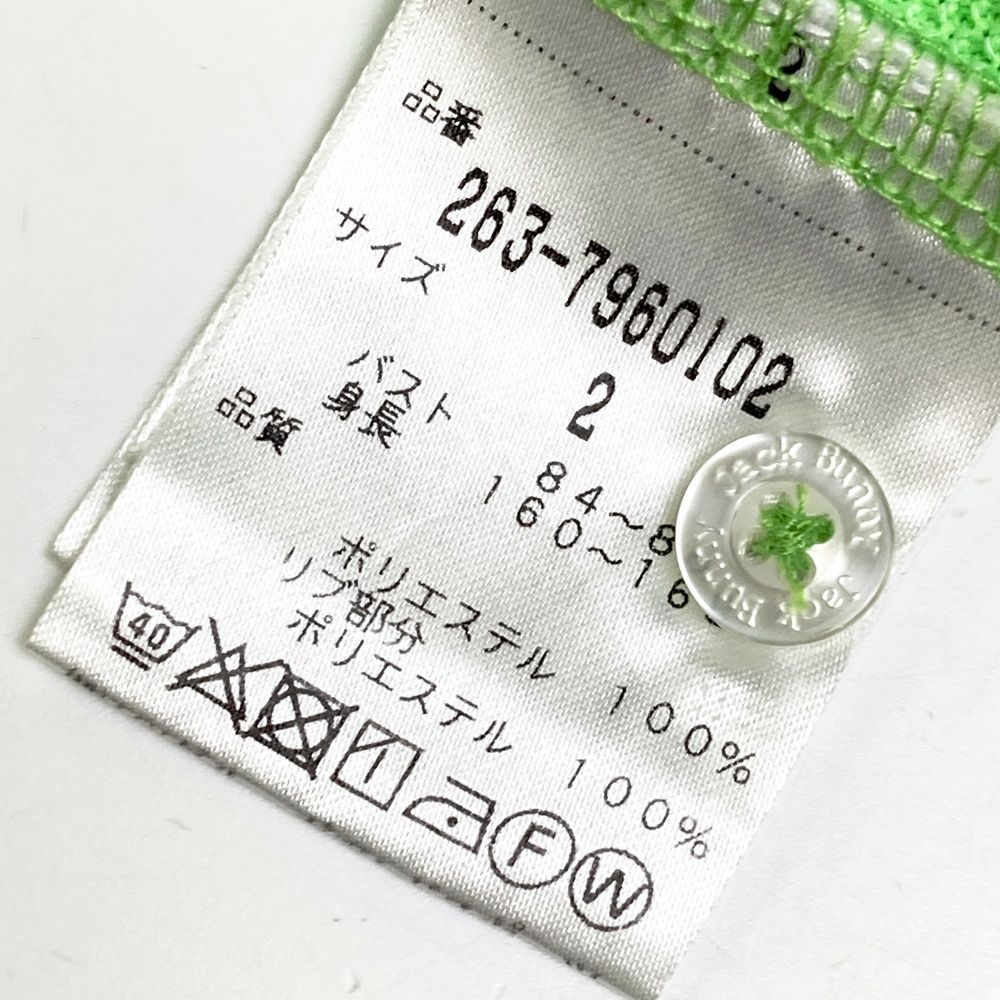 2
品番
263-7960102
サイズ 2
バスト 84~8
身長 160~16
品質
ポリエステル 100%
リブ部分
ポリエステル 100%
40
F W
Jack Bunny
Jack Bunny